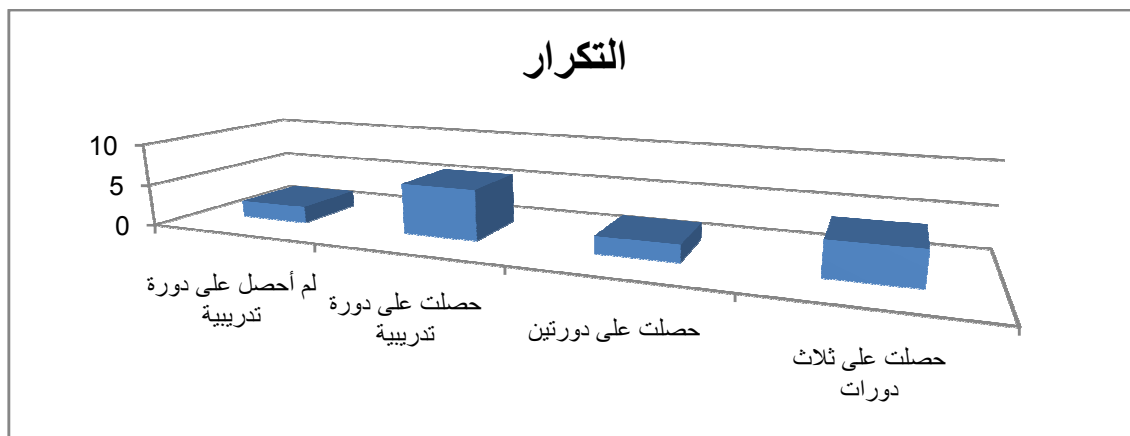 التكرار
10
5
0
لم أحصل على دورة
تدريبية
حصلت على دورة
تدريبية
حصلت على دورتين
حصلت على ثلاث
دورات